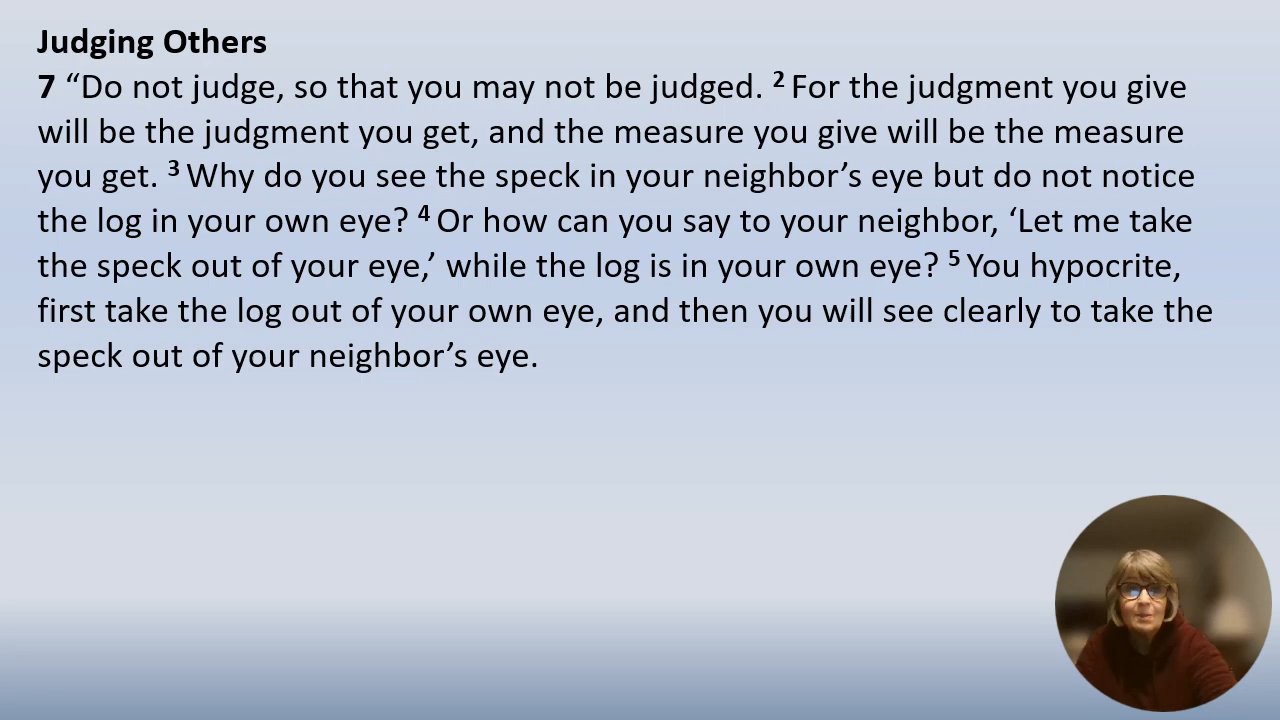 Judging Others
7 “Do not judge, so that you may not be judged. 2 For the judgment you give
will be the judgment you get, and the measure you give will be the measure
you get. 3 Why do you see the speck in your neighbor’s eye but do not notice
the log in your own eye? 4 Or how can you say to your neighbor, ‘Let me take
the speck out of your eye,’ while the log is in your own eye? 5 You hypocrite,
first take the log out of your own eye, and then you will see clearly to take the
speck out of your neighbor’s eye.